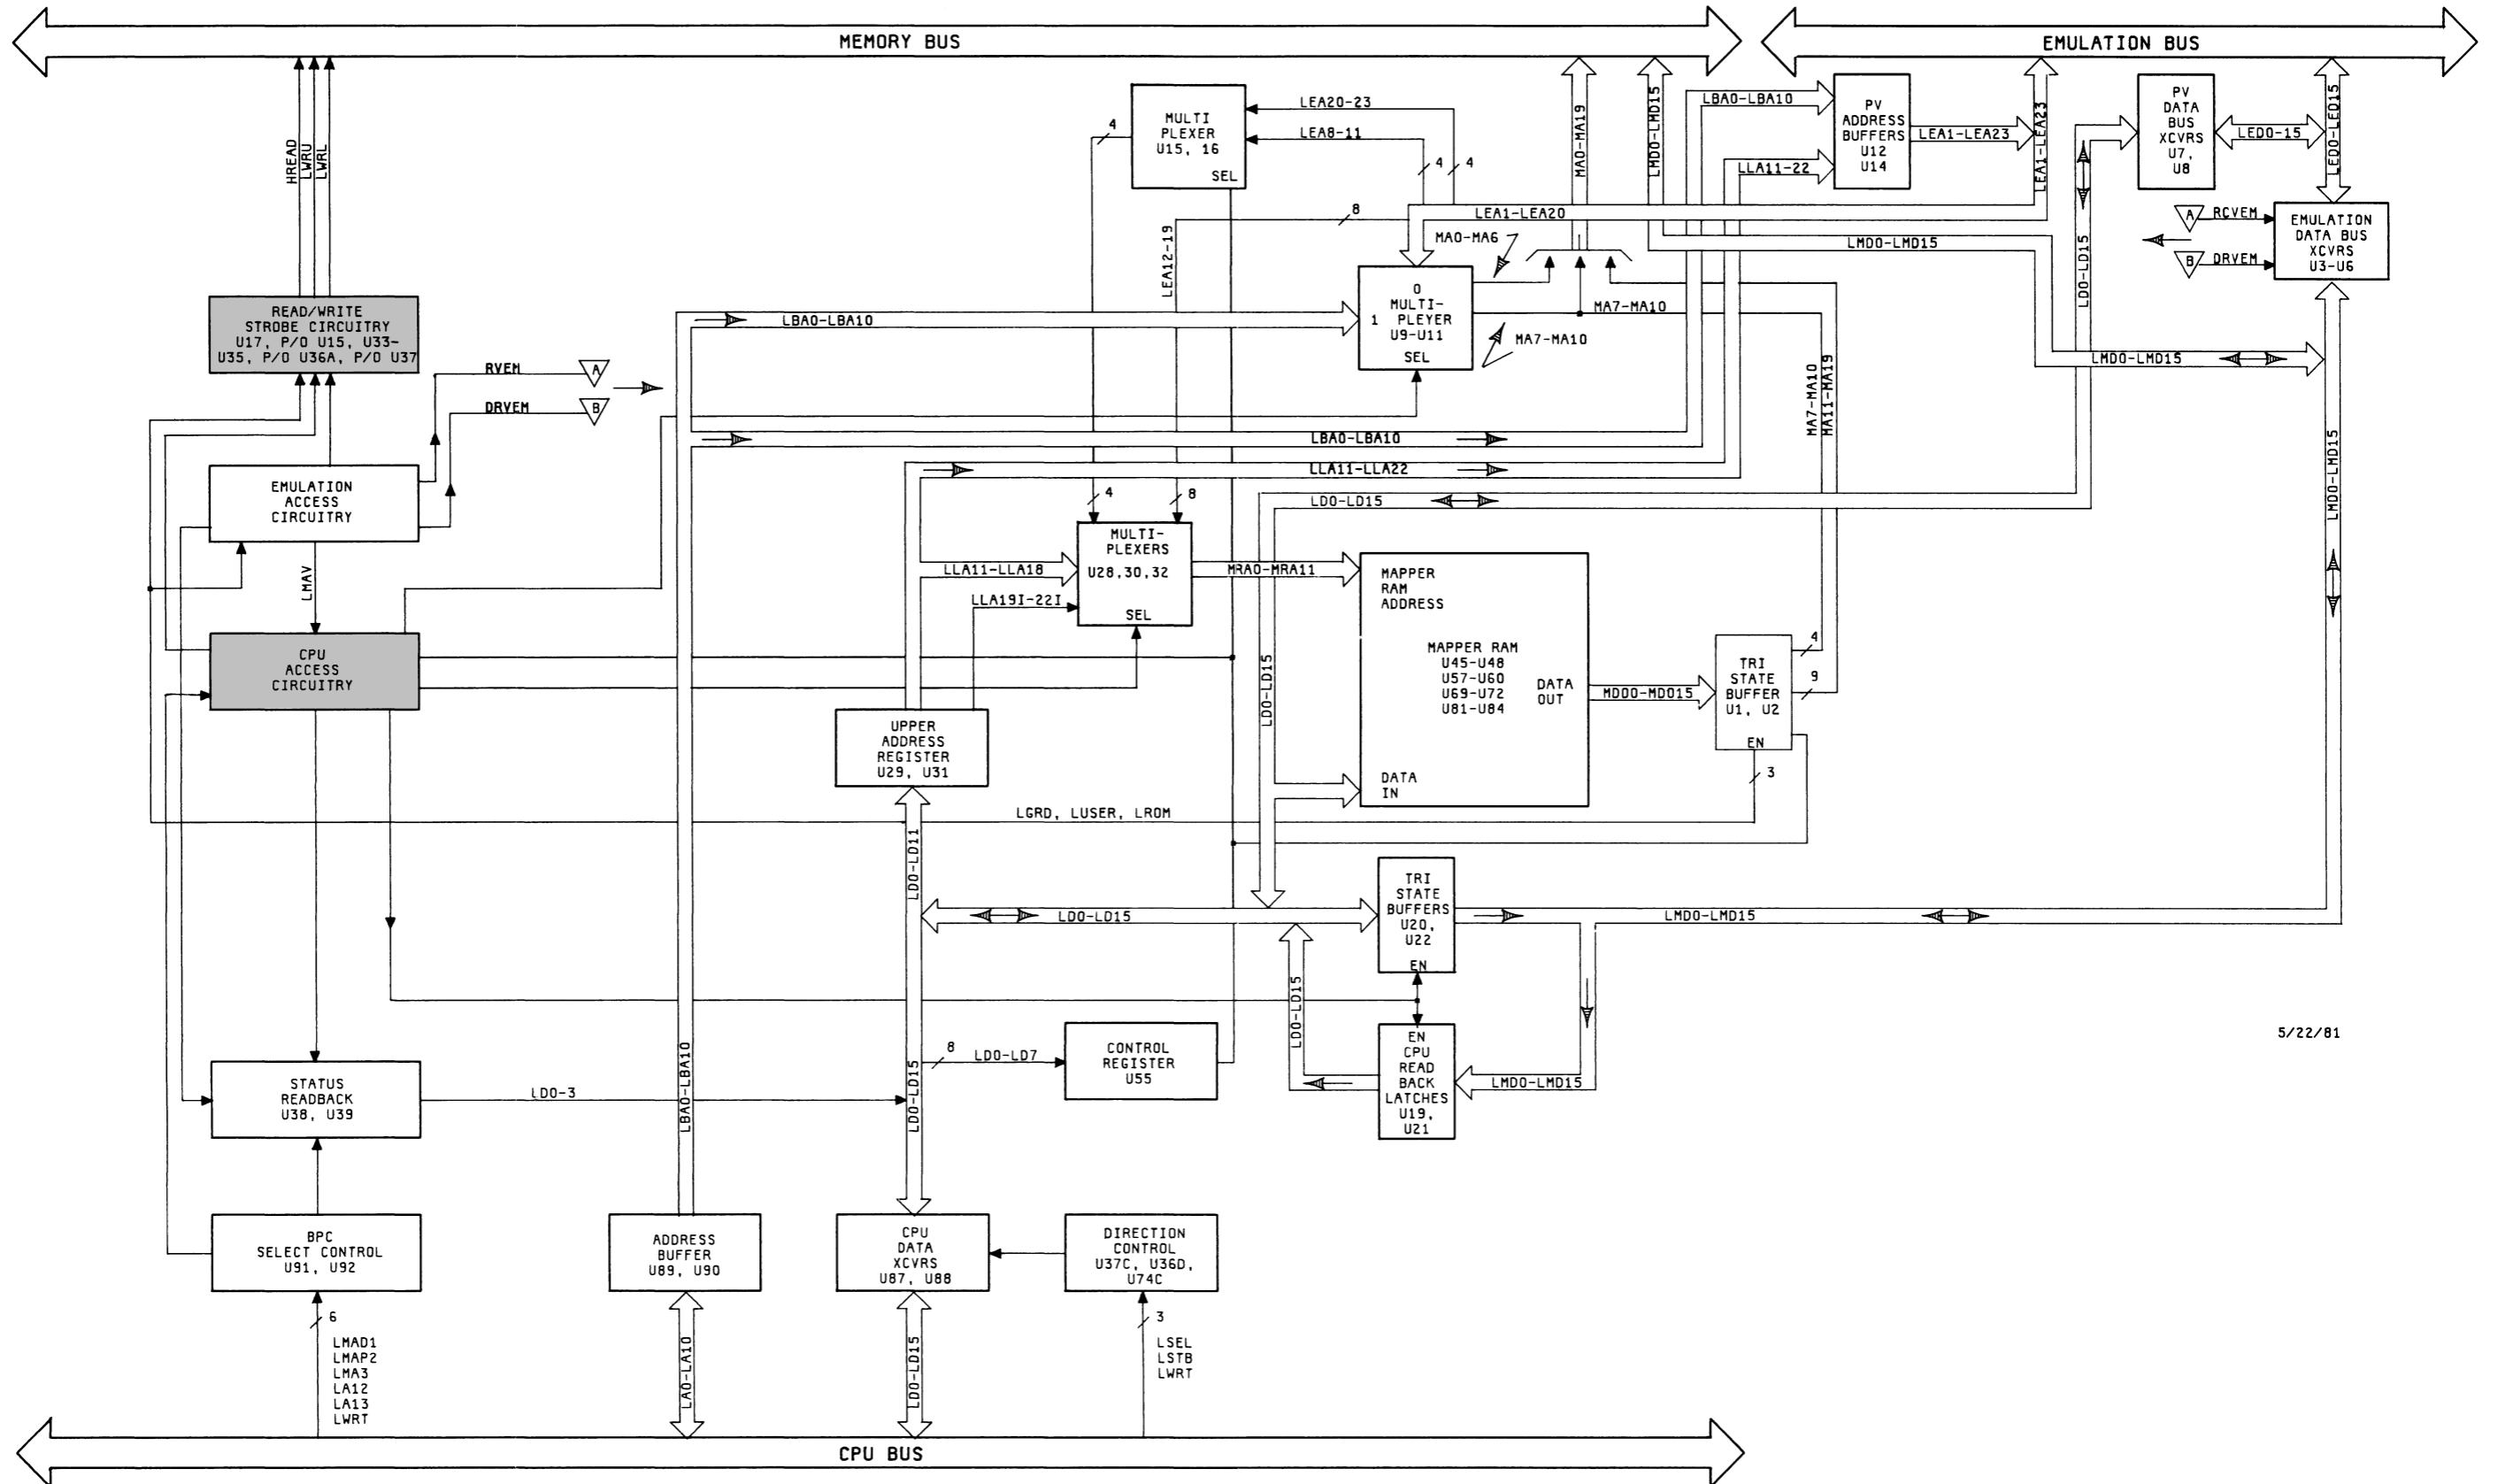 MEMORY BUS
EMULATION BUS
HREAD
LWRU
LWRL
MULTI
PLEXER
U15, 16
SEL
4
LEA20-23
LEA8-11
4
4
8
LEA12-19
MA0-MA19
LMD0-LMD15
LBA0-LBA10
LLA11-22
PV
ADDRESS
BUFFERS
U12
U14
LEA1-LEA23
LEA1-LEA23
PV
DATA
BUS
XCVRS
U7,
U8
LED0-15
LED0-LED15
LEA1-LEA20
MA0-MA6
LMD0-LMD15
LD0-LD15
A
RCVEM
B
DRVEM
EMULATION
DATA BUS
XCVRS
U3-U6
READ/WRITE
STROBE CIRCUITRY
U17, P/O U15, U33-
U35, P/O U36A, P/O U37
LBA0-LBA10
0
MULTI-
1 PLEYER
U9-U11
SEL
MA7-MA10
MA7-MA10
LMD0-LMD15
RVEM
A
DRVEM
B
MA7-MA10
MA11-MA19
LBA0-LBA10
LLA11-LLA22
LMD0-LMD15
EMULATION
ACCESS
CIRCUITRY
4
8
LD0-LD15
LMAV
MULTI-
PLEXERS
U28,30,32
SEL
LLA11-LLA18
LLA19I-22I
MRA0-MRA11
MAPPER
RAM
ADDRESS
MAPPER RAM
U45-U48
U57-U60
U69-U72
U81-U84
DATA
OUT
DATA
IN
MDD0-MD015
TRI
STATE
BUFFER
U1, U2
EN
4
9
3
CPU
ACCESS
CIRCUITRY
LD0-LD15
UPPER
ADDRESS
REGISTER
U29, U31
LGRD, LUSER, LROM
LD0-LD11
LD0-LD15
TRI
STATE
BUFFERS
U20,
U22
EN
LMD0-LMD15
LD0-LD15
EN
CPU
READ
BACK
LATCHES
U19,
U21
LMD0-LMD15
5/22/81
STATUS
READBACK
U38, U39
LD0-3
LBA0-LBA10
LD0-LD15
8
LD0-LD7
CONTROL
REGISTER
U55
BPC
SELECT CONTROL
U91, U92
ADDRESS
BUFFER
U89, U90
CPU
DATA
XCVRS
U87, U88
DIRECTION
CONTROL
U37C, U36D,
U74C
6
LMAD1
LMAP2
LMA3
LA12
LA13
LWRT
LA0-LA10
LD0-LD15
3
LSEL
LSTB
LWRT
CPU BUS